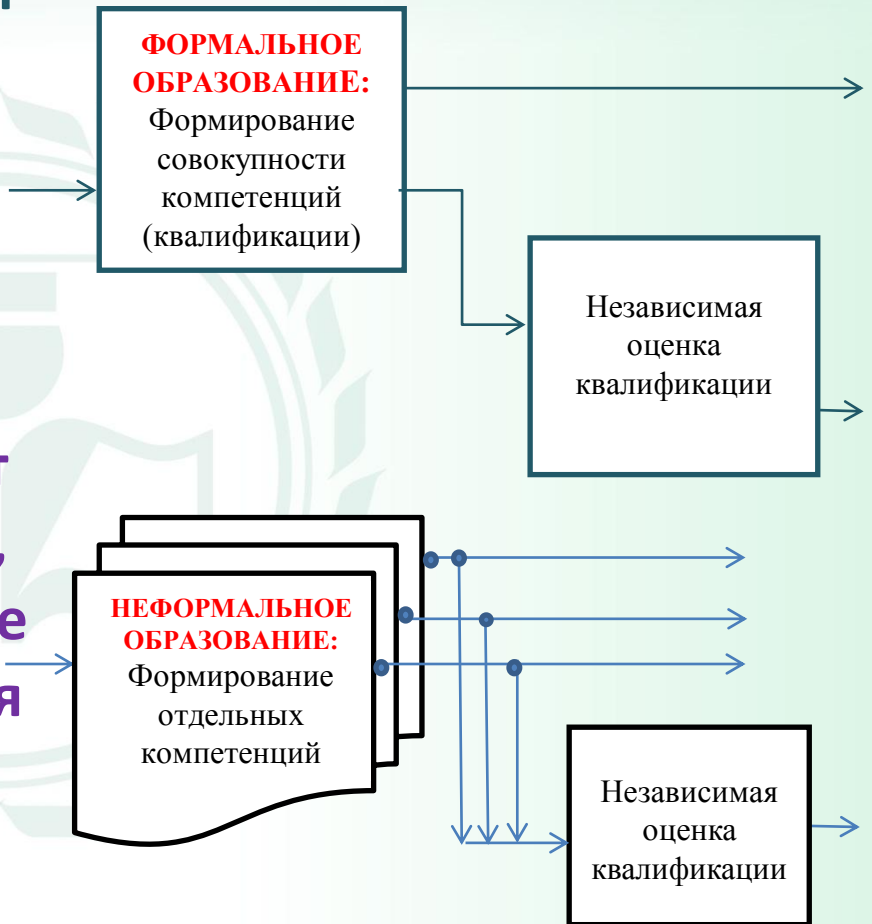 ФОРМАЛЬНОЕ
ОБРАЗОВАНИЕ:
Формирование
совокупности
компетенций
(квалификации)
Независимая
оценка
квалификации
НЕФОРМАЛЬНОЕ
ОБРАЗОВАНИЕ:
Формирование
отдельных
компетенций
Независимая
оценка
квалификации